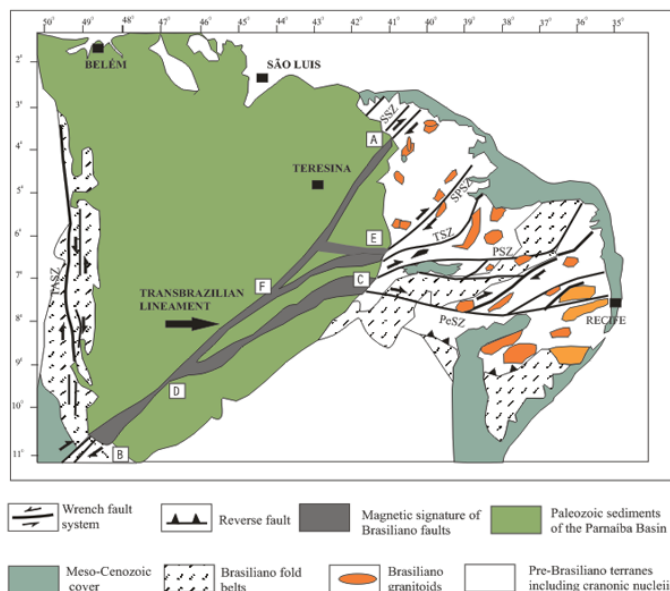 50° 49° 48° 47° 46° 45° 44° 43° 42° 41° 40° 39° 38° 37° 36° 35°
2°
BELÉM
SÃO LUIS
3°
SSZ
A
4°
TERESINA
5°
SPSZ
6°
E
TSZ
PSZ
7°
F
C
TASZ
TRANSBRAZILIAN
LINEAMENT
8°
PeSZ
RECIFE
9°
D
10°
11°
B
Wrench fault
system
Reverse fault
Magnetic signature of
Brasiliano faults
Paleozoic sediments
of the Parnaiba Basin
Meso-Cenozoic
cover
Brasiliano fold
belts
Brasiliano
granitoids
Pre-Brasiliano terranes
including cranonic nucleii